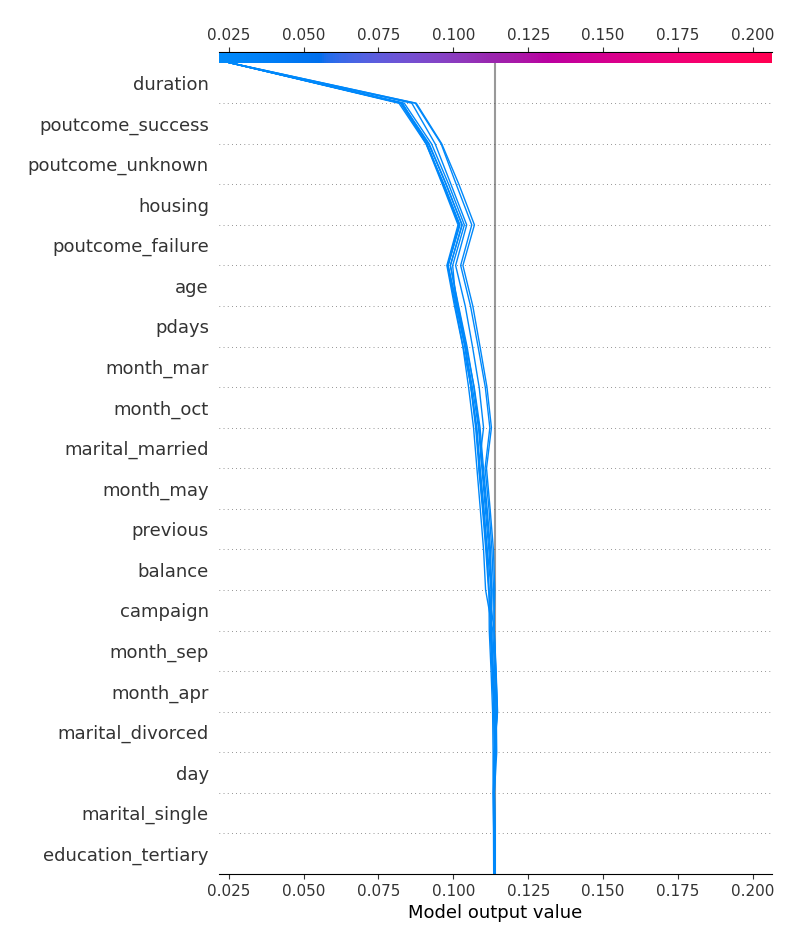 0.025 0.050 0.075 0.100 0.125 0.150 0.175 0.200
duration
poutcome_success
poutcome_unknown
housing
poutcome_failure
age
pdays
month_mar
month_oct
marital_married
month_may
previous
balance
campaign
month_sep
month_apr
marital_divorced
day
marital_single
education_tertiary
0.025 0.050 0.075 0.100 0.125 0.150 0.175 0.200
Model output value